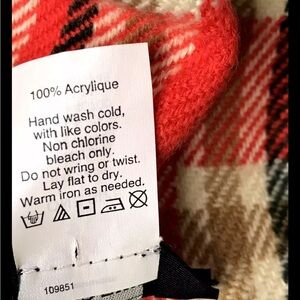 100% Acrylique
Hand wash cold,
with like colors.
Non chlorine
bleach only.
Do not wring or twist.
Lay flat to dry.
Warm iron as needed.
109851